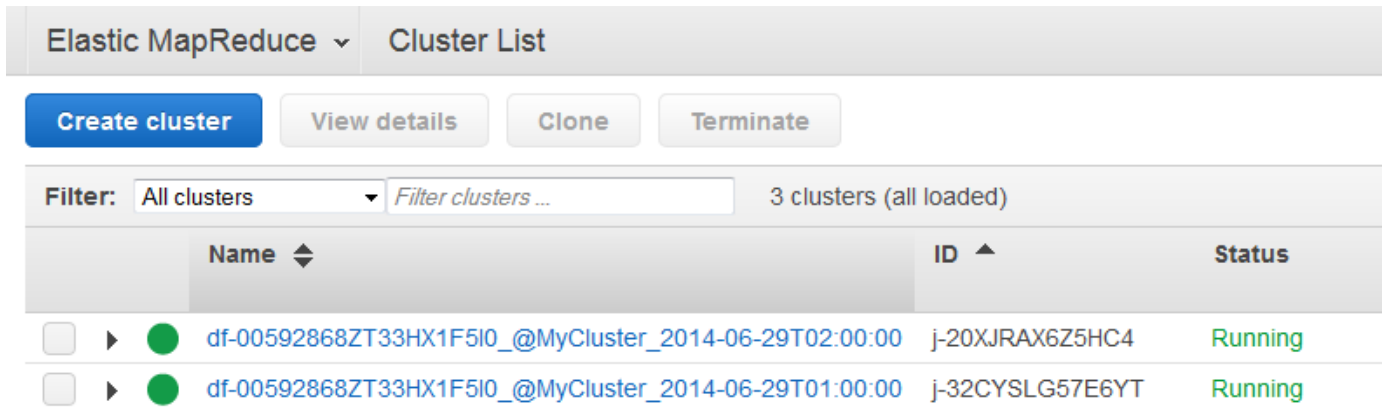 Elastic MapReduce Cluster List
Create cluster View details Clone Terminate
Filter: All clusters Filter clusters ... 3 clusters (all loaded)
Name ID Status
df-00592868ZT33HX1F5I0_@MyCluster_2014-06-29T02:00:00 j-20XJRAX6Z5HC4 Running
df-00592868ZT33HX1F5I0_@MyCluster_2014-06-29T01:00:00 j-32CYSLG57E6YT Running